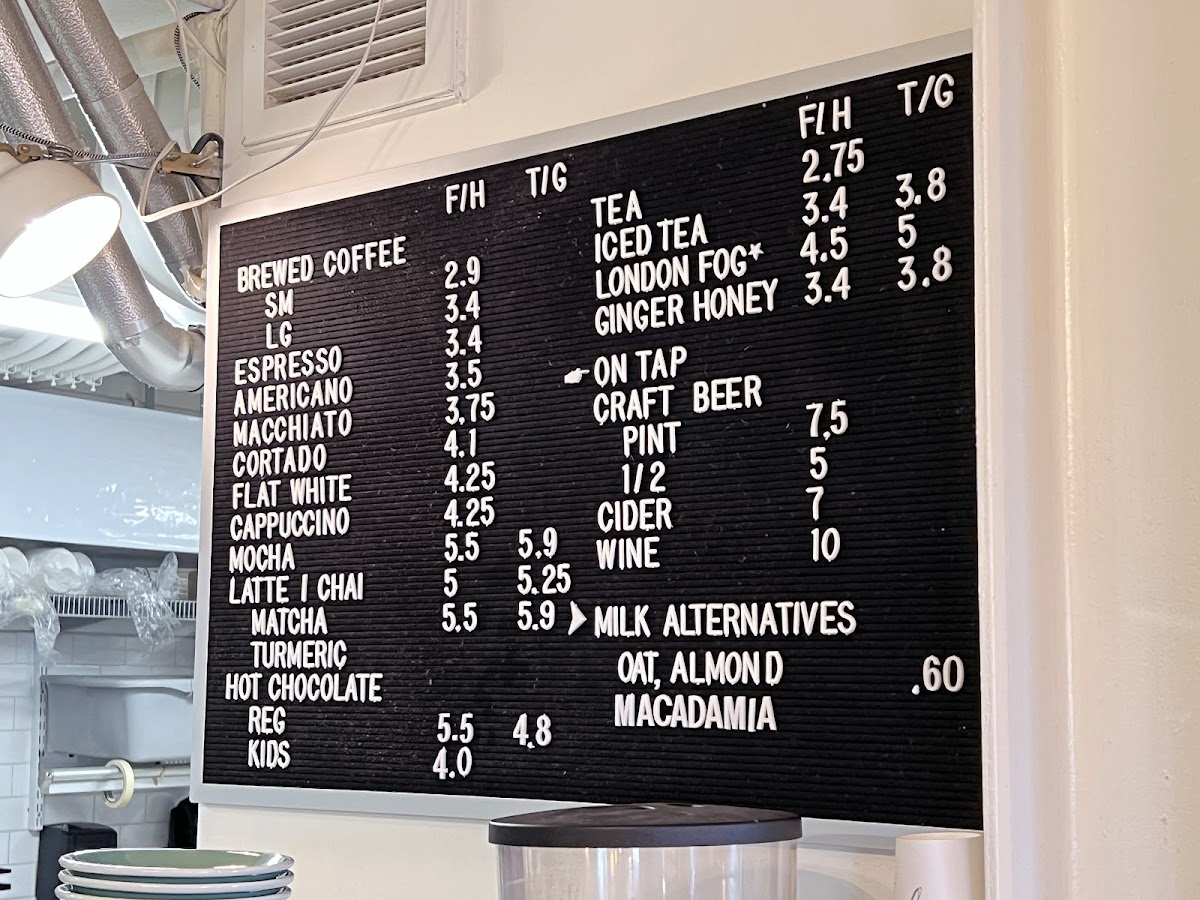 F/H T/G
BREWED COFFEE
SM 2.9
LG 3.4
ESPRESSO 3.4
AMERICANO 3.5
MACCHIATO 3.75
CORTADO 4.1
FLAT WHITE 4.25
CAPPUCCINO 4.25
MOCHA 5.5 5.9
LATTE | CHAI 5 5.25
MATCHA 5.5 5.9
TURMERIC
HOT CHOCOLATE
REG 5.5 4.8
KIDS 4.0
F/H T/G
TEA 2.75
ICED TEA 3.4 3.8
LONDON FOG* 4.5 5
GINGER HONEY 3.4 3.8
ON TAP
CRAFT BEER
PINT 7.5
1/2 5
CIDER 7
WINE 10
MILK ALTERNATIVES
OAT, ALMOND .60
MACADAMIA